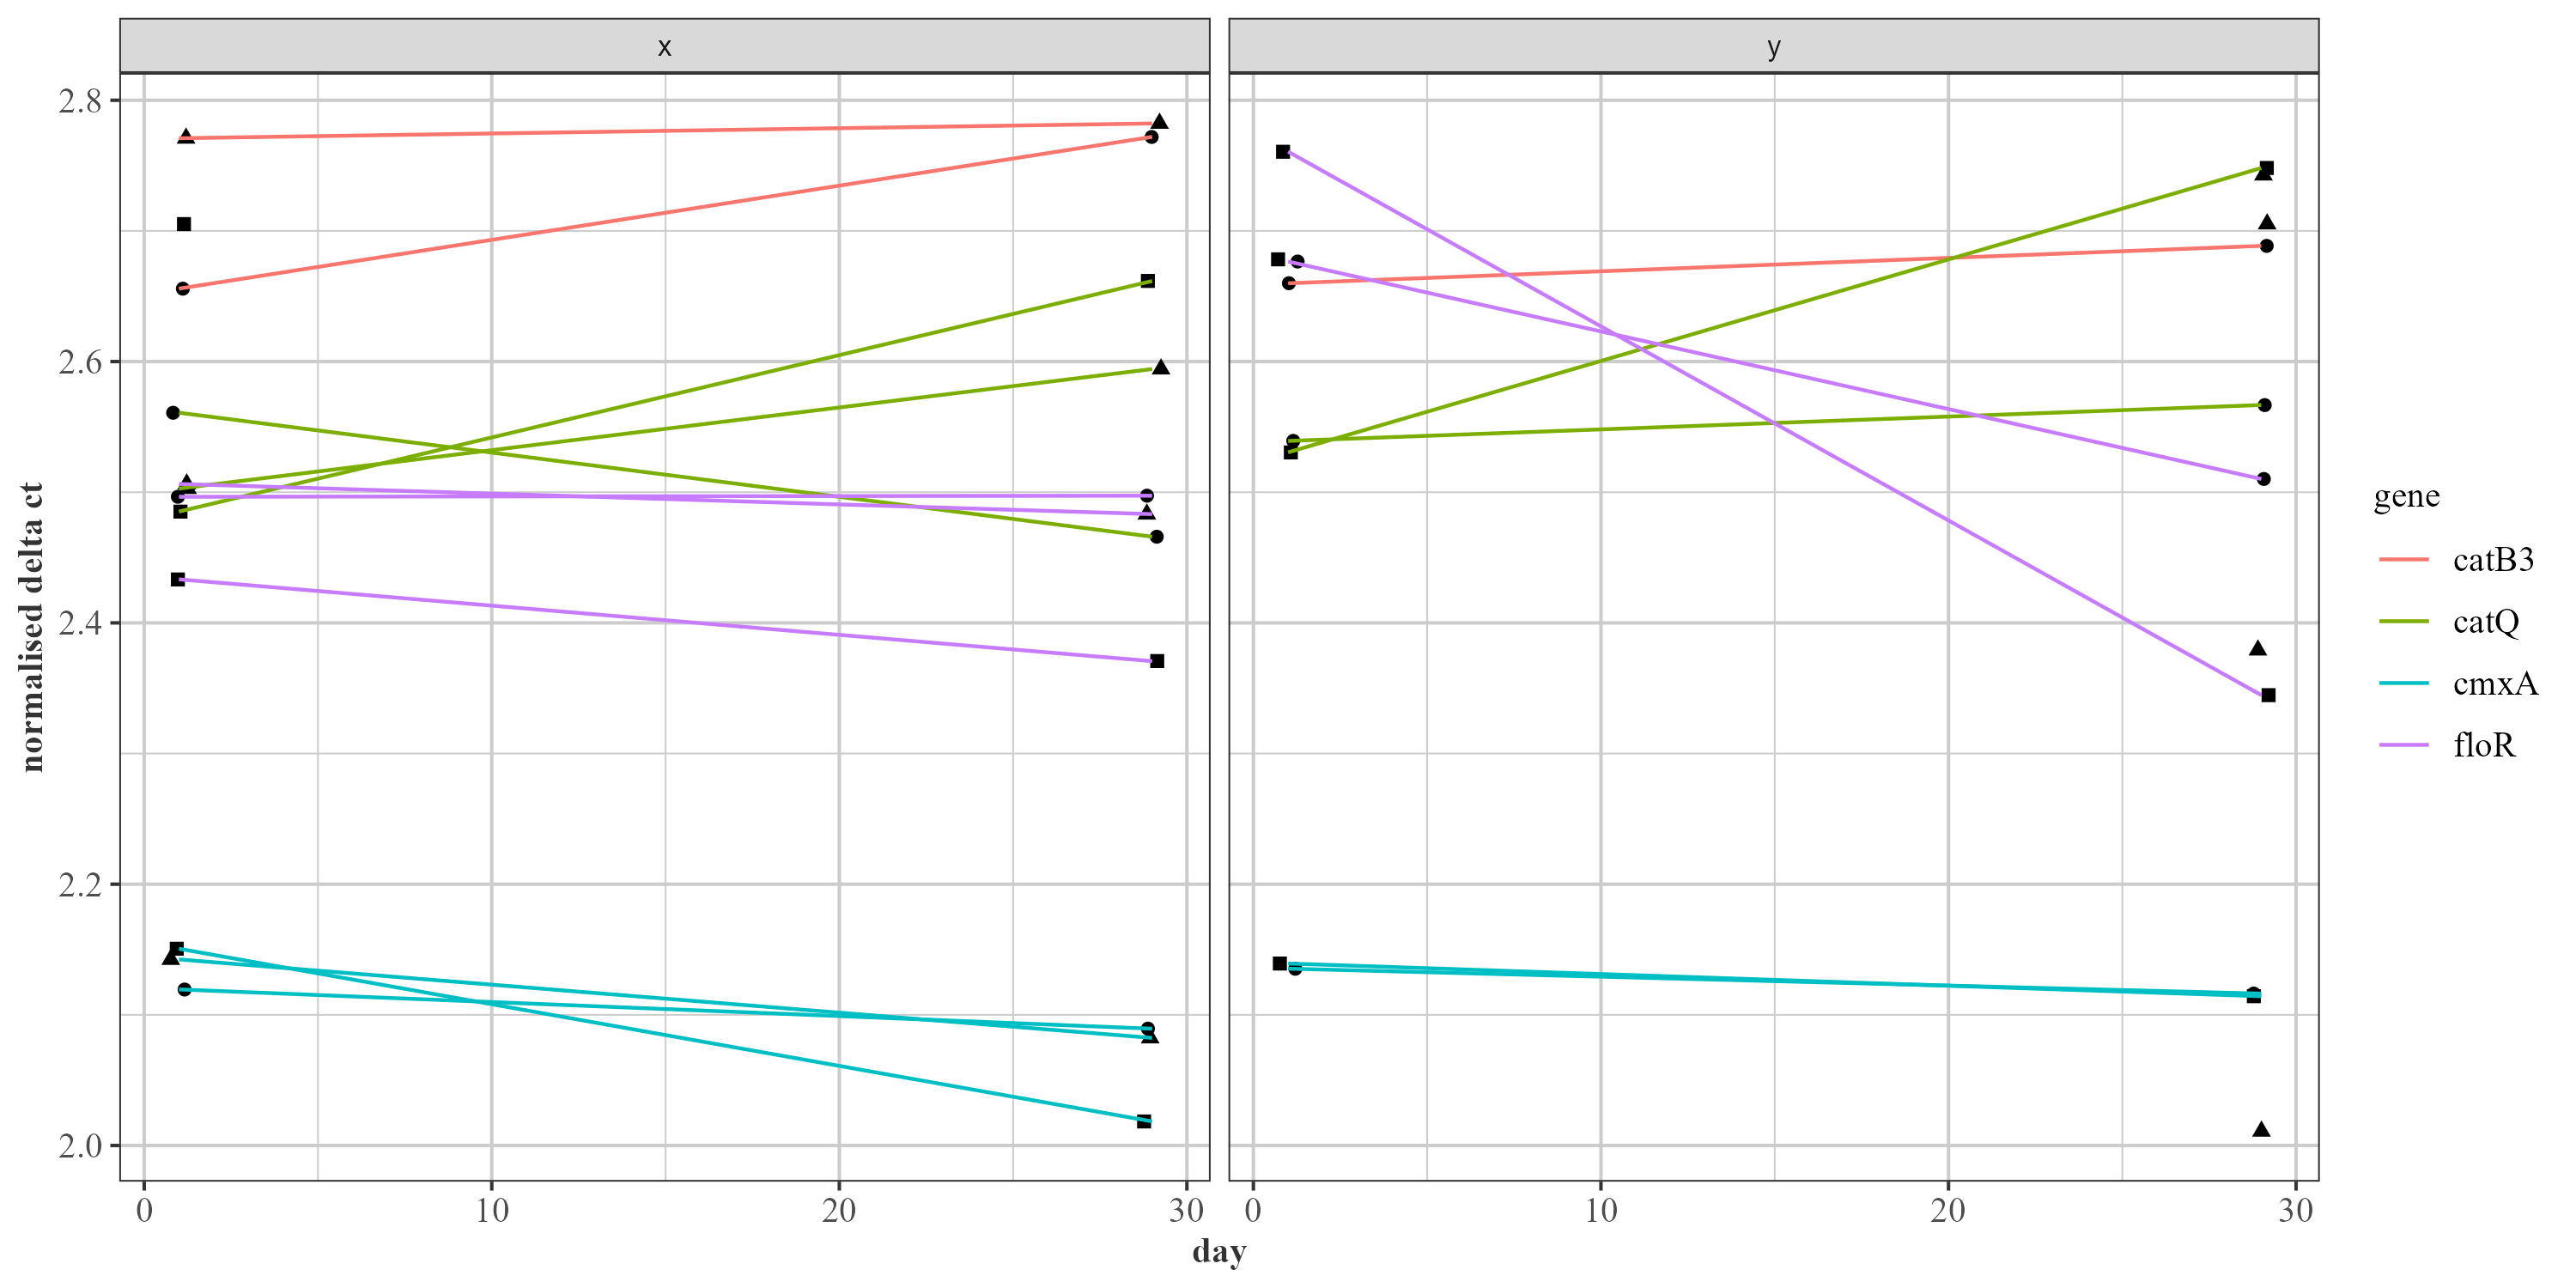 x
y
2.8
2.6
2.4
2.2
2.0
normalised delta ct
0 10 20 30
0 10 20 30
day
gene
catB3
catQ
cmxA
floR